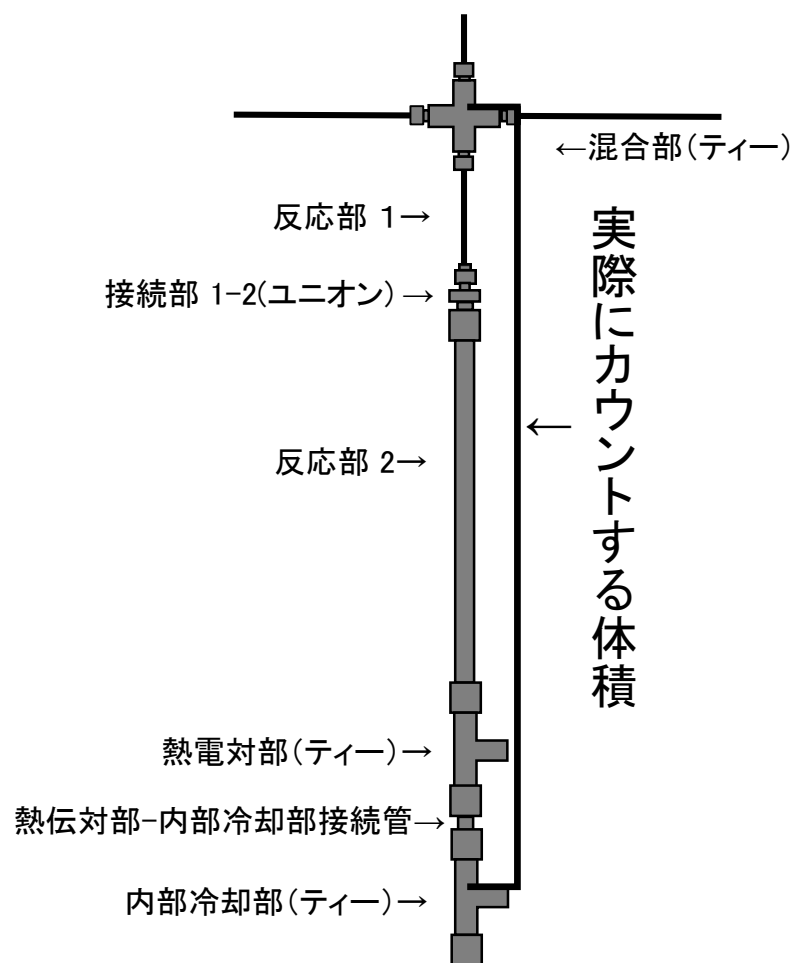 ←混合部(ティー)
反応部 1→
接続部 1-2(ユニオン)→
実際にカウントする体積
←
反応部 2→
熱電対部(ティー)→
熱伝対部-内部冷却部接続管→
内部冷却部(ティー)→